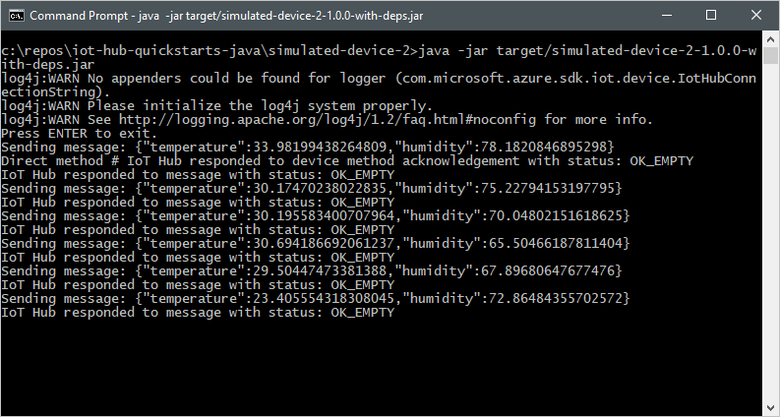 Command Prompt - java  -jar target/simulated-device-2-1.0.0-with-deps.jar
c:\repos\iot-hub-quickstarts-java\simulated-device-2>java -jar target/simulated-device-2-1.0.0-w
ith-deps.jar
log4j:WARN No appenders could be found for logger (com.microsoft.azure.sdk.iot.device.IotHubConn
ectionString).
log4j:WARN Please initialize the log4j system properly.
log4j:WARN See http://logging.apache.org/log4j/1.2/faq.html#noconfig for more info.
Press ENTER to exit.
Sending message: {"temperature":33.98199438264809,"humidity":78.1820846895298}
Direct method # IoT Hub responded to device method acknowledgement with status: OK_EMPTY
IoT Hub responded to message with status: OK_EMPTY
Sending message: {"temperature":30.17470238022835,"humidity":75.22794153197795}
IoT Hub responded to message with status: OK_EMPTY
Sending message: {"temperature":30.195583400707964,"humidity":70.04802151618625}
IoT Hub responded to message with status: OK_EMPTY
Sending message: {"temperature":30.694186692061237,"humidity":65.50466187811404}
IoT Hub responded to message with status: OK_EMPTY
Sending message: {"temperature":29.50447473381388,"humidity":67.89680647677476}
IoT Hub responded to message with status: OK_EMPTY
Sending message: {"temperature":23.405554318308045,"humidity":72.86484355702572}
IoT Hub responded to message with status: OK_EMPTY